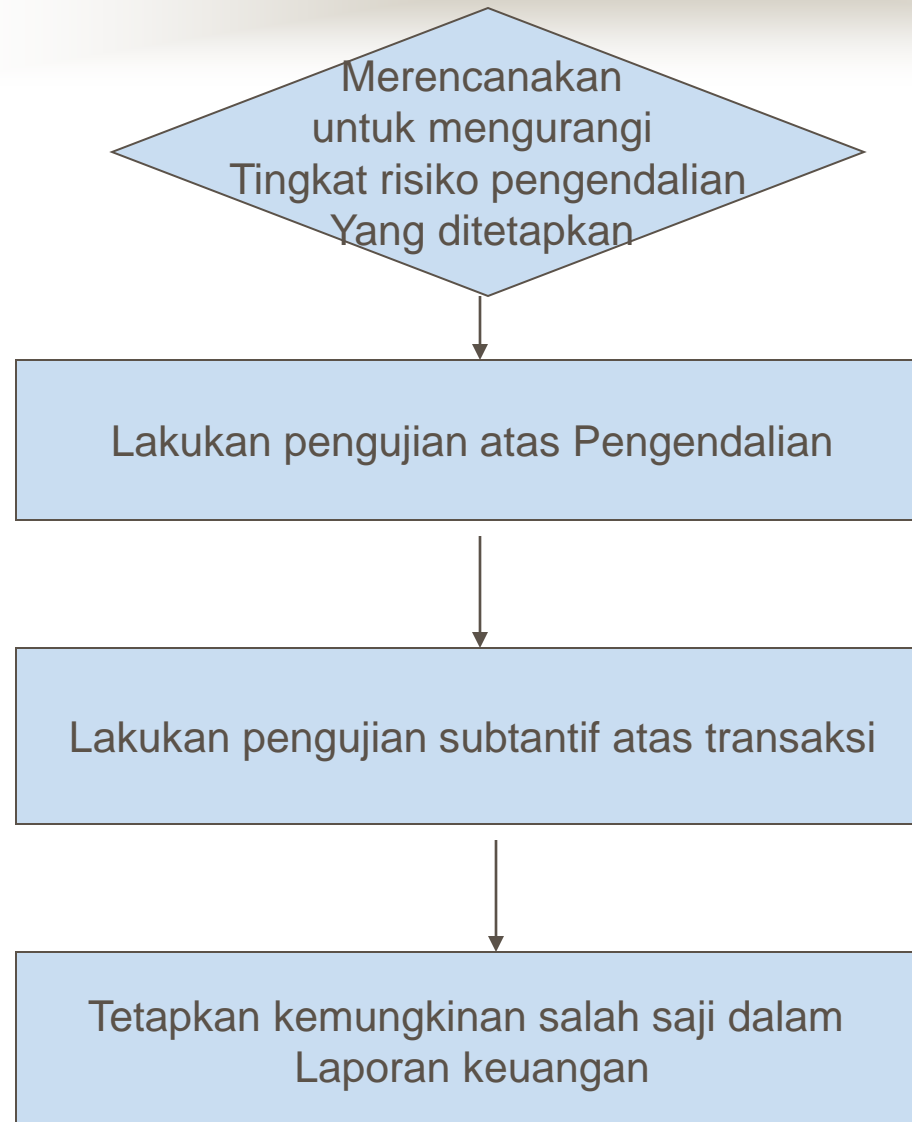 Merencanakan
untuk mengurangi
Tingkat risiko pengendalian
Yang ditetapkan
Lakukan pengujian atas Pengendalian
Lakukan pengujian subtantif atas transaksi
Tetapkan kemungkinan salah saji dalam
Laporan keuangan